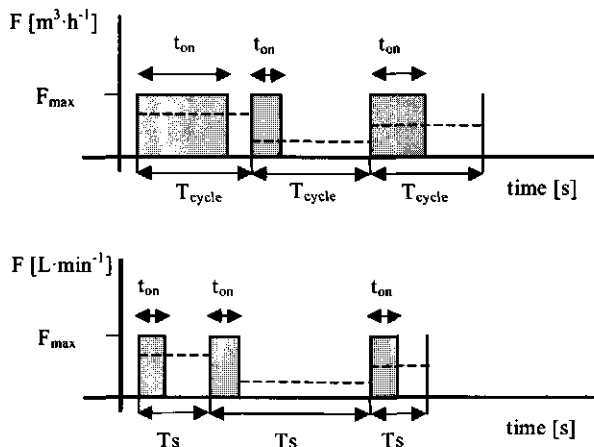 F [m³·h⁻¹]
t_on t_on t_on
F_max
T_cycle T_cycle T_cycle
time [s]
F [L·min⁻¹]
t_on t_on t_on
F_max
Ts Ts Ts
time [s]